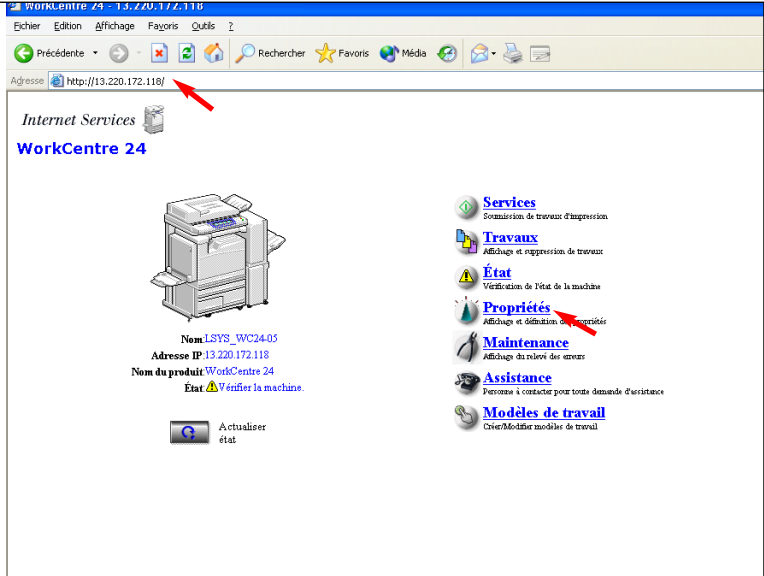 WorkCentre 24 - 13.220.172.118
Fichier Edition Affichage Favoris Outils ?
Précédente Rechercher Favoris Média
Adresse http://13.220.172.118/
Internet Services
WorkCentre 24
Services
Soumission de travaux d'impression
Travaux
Affichage et suppression de travaux
État
Vérification de l'état de la machine
Propriétés
Affichage et définition de propriétés
Maintenance
Affichage du relevé des erreurs
Assistance
Personne à contacter pour toute demande d'assistance
Modèles de travail
Créer/Modifier modèles de travail
Nom:LSYS_WC24-05
Adresse IP:13.220.172.118
Nom du produit:WorkCentre 24
État: Vérifier la machine.
Actualiser
état